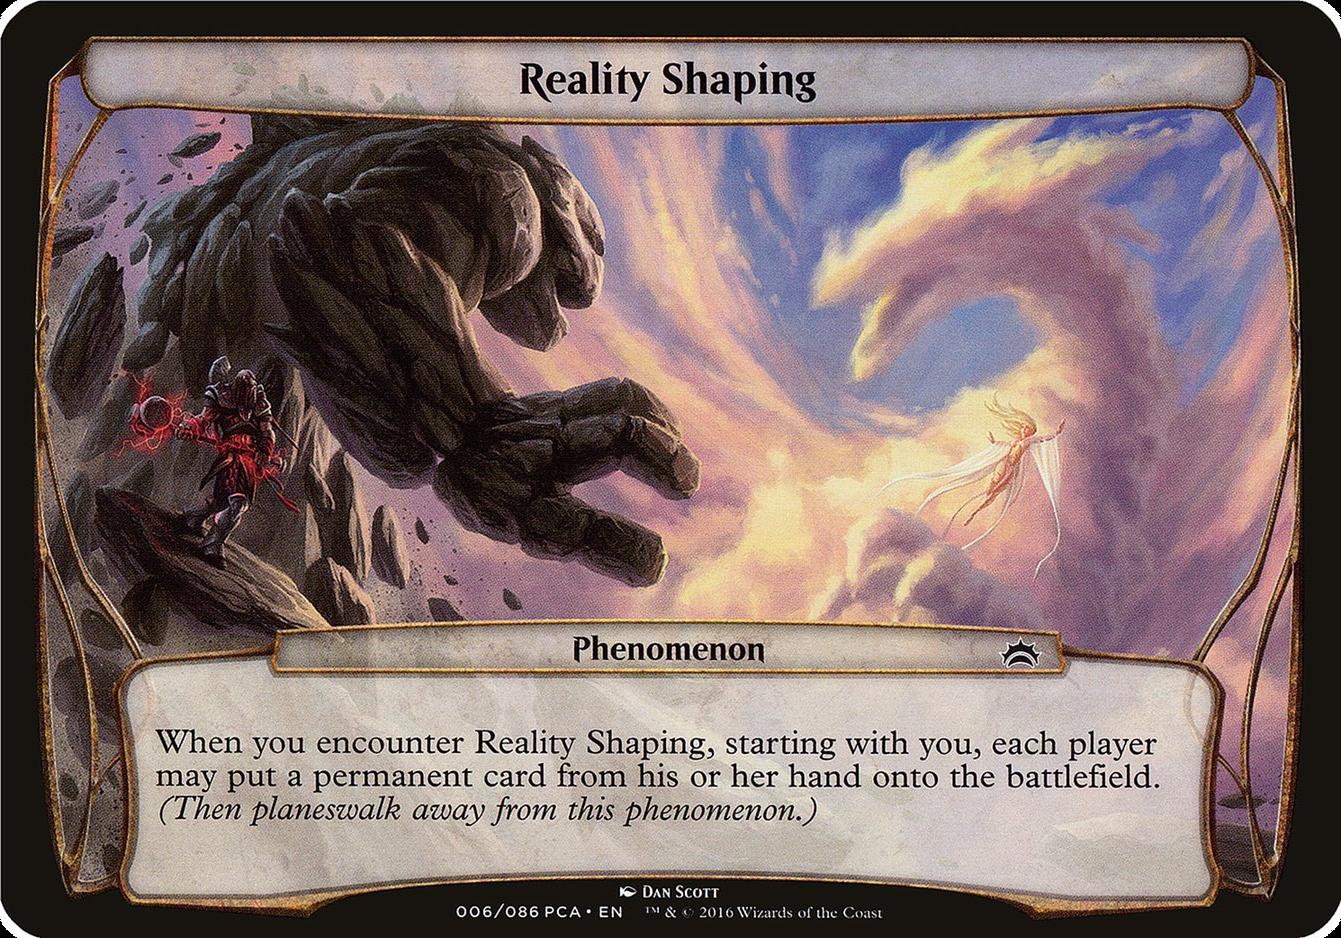 Reality Shaping
Phenomenon
When you encounter Reality Shaping, starting with you, each player
may put a permanent card from his or her hand onto the battlefield.
(Then planeswalk away from this phenomenon.)
Dan Scott
006/086 PCA • EN ™ & © 2016 Wizards of the Coast